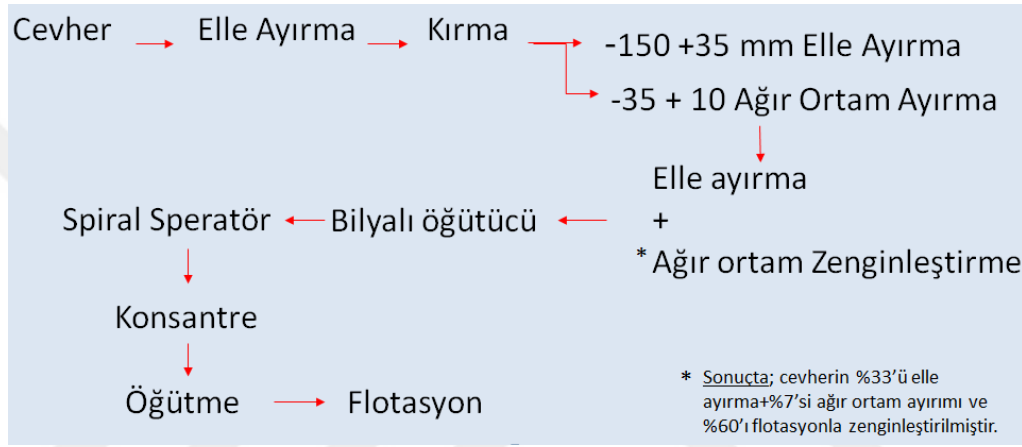 Cevher Elle Ayırma Kırma -150 +35 mm Elle Ayırma
-35 + 10 Ağır Ortam Ayırma
Elle ayırma
+
* Ağır ortam Zenginleştirme
Bilyalı öğütücü
Spiral Speratör
Konsantre
Öğütme Flotasyon
* Sonuçta; cevherin %33'ü elle
ayırma+%7'si ağır ortam ayırımı ve
%60'ı flotasyonla zenginleştirilmiştir.